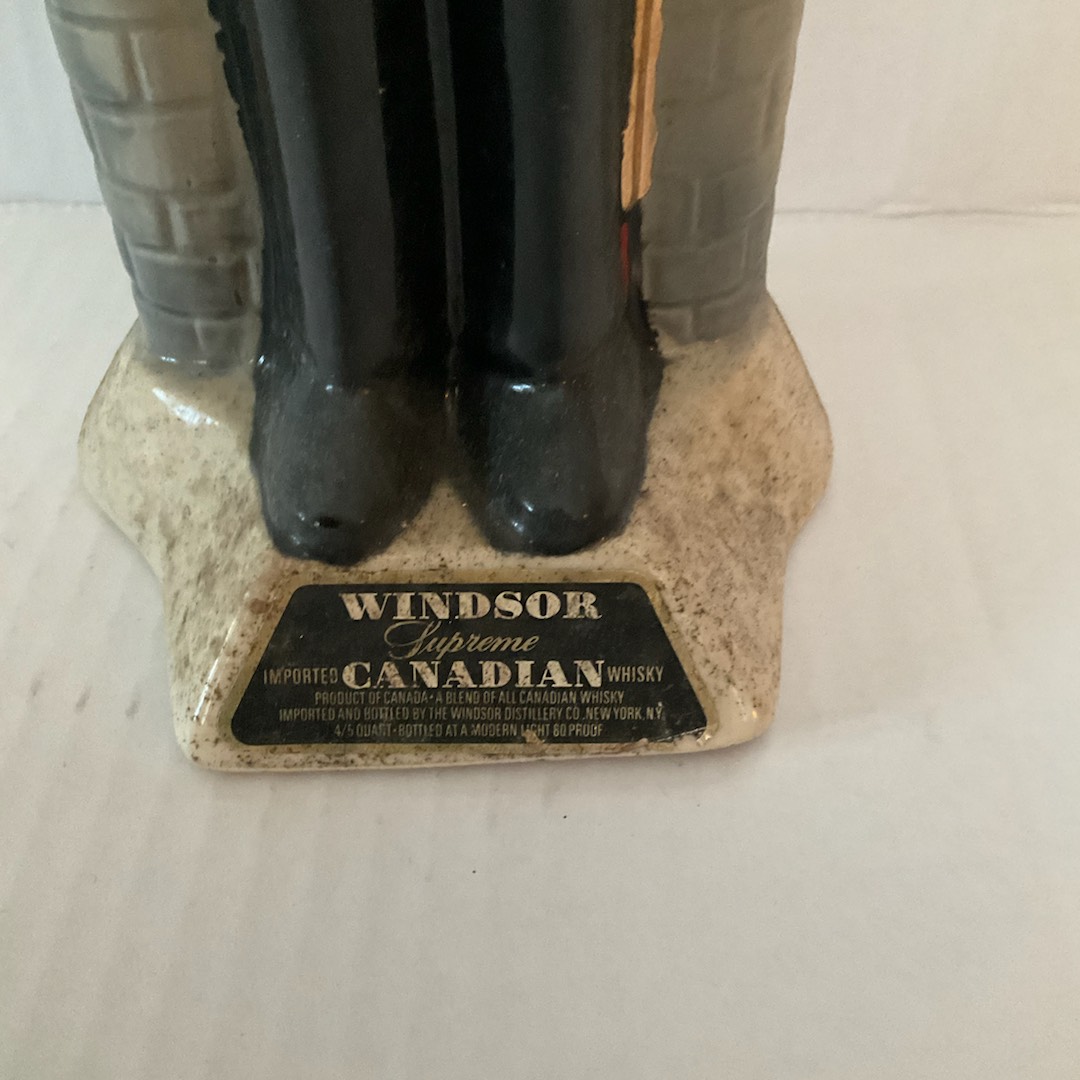 WINDSOR
Supreme
IMPORTED CANADIAN WHISKY
PRODUCT OF CANADA • A BLEND OF ALL CANADIAN WHISKY
IMPORTED AND BOTTLED BY THE WINDSOR DISTILLERY CO., NEW YORK, N.Y.
4/5 QUART • BOTTLED AT A MODERN LIGHT 80 PROOF